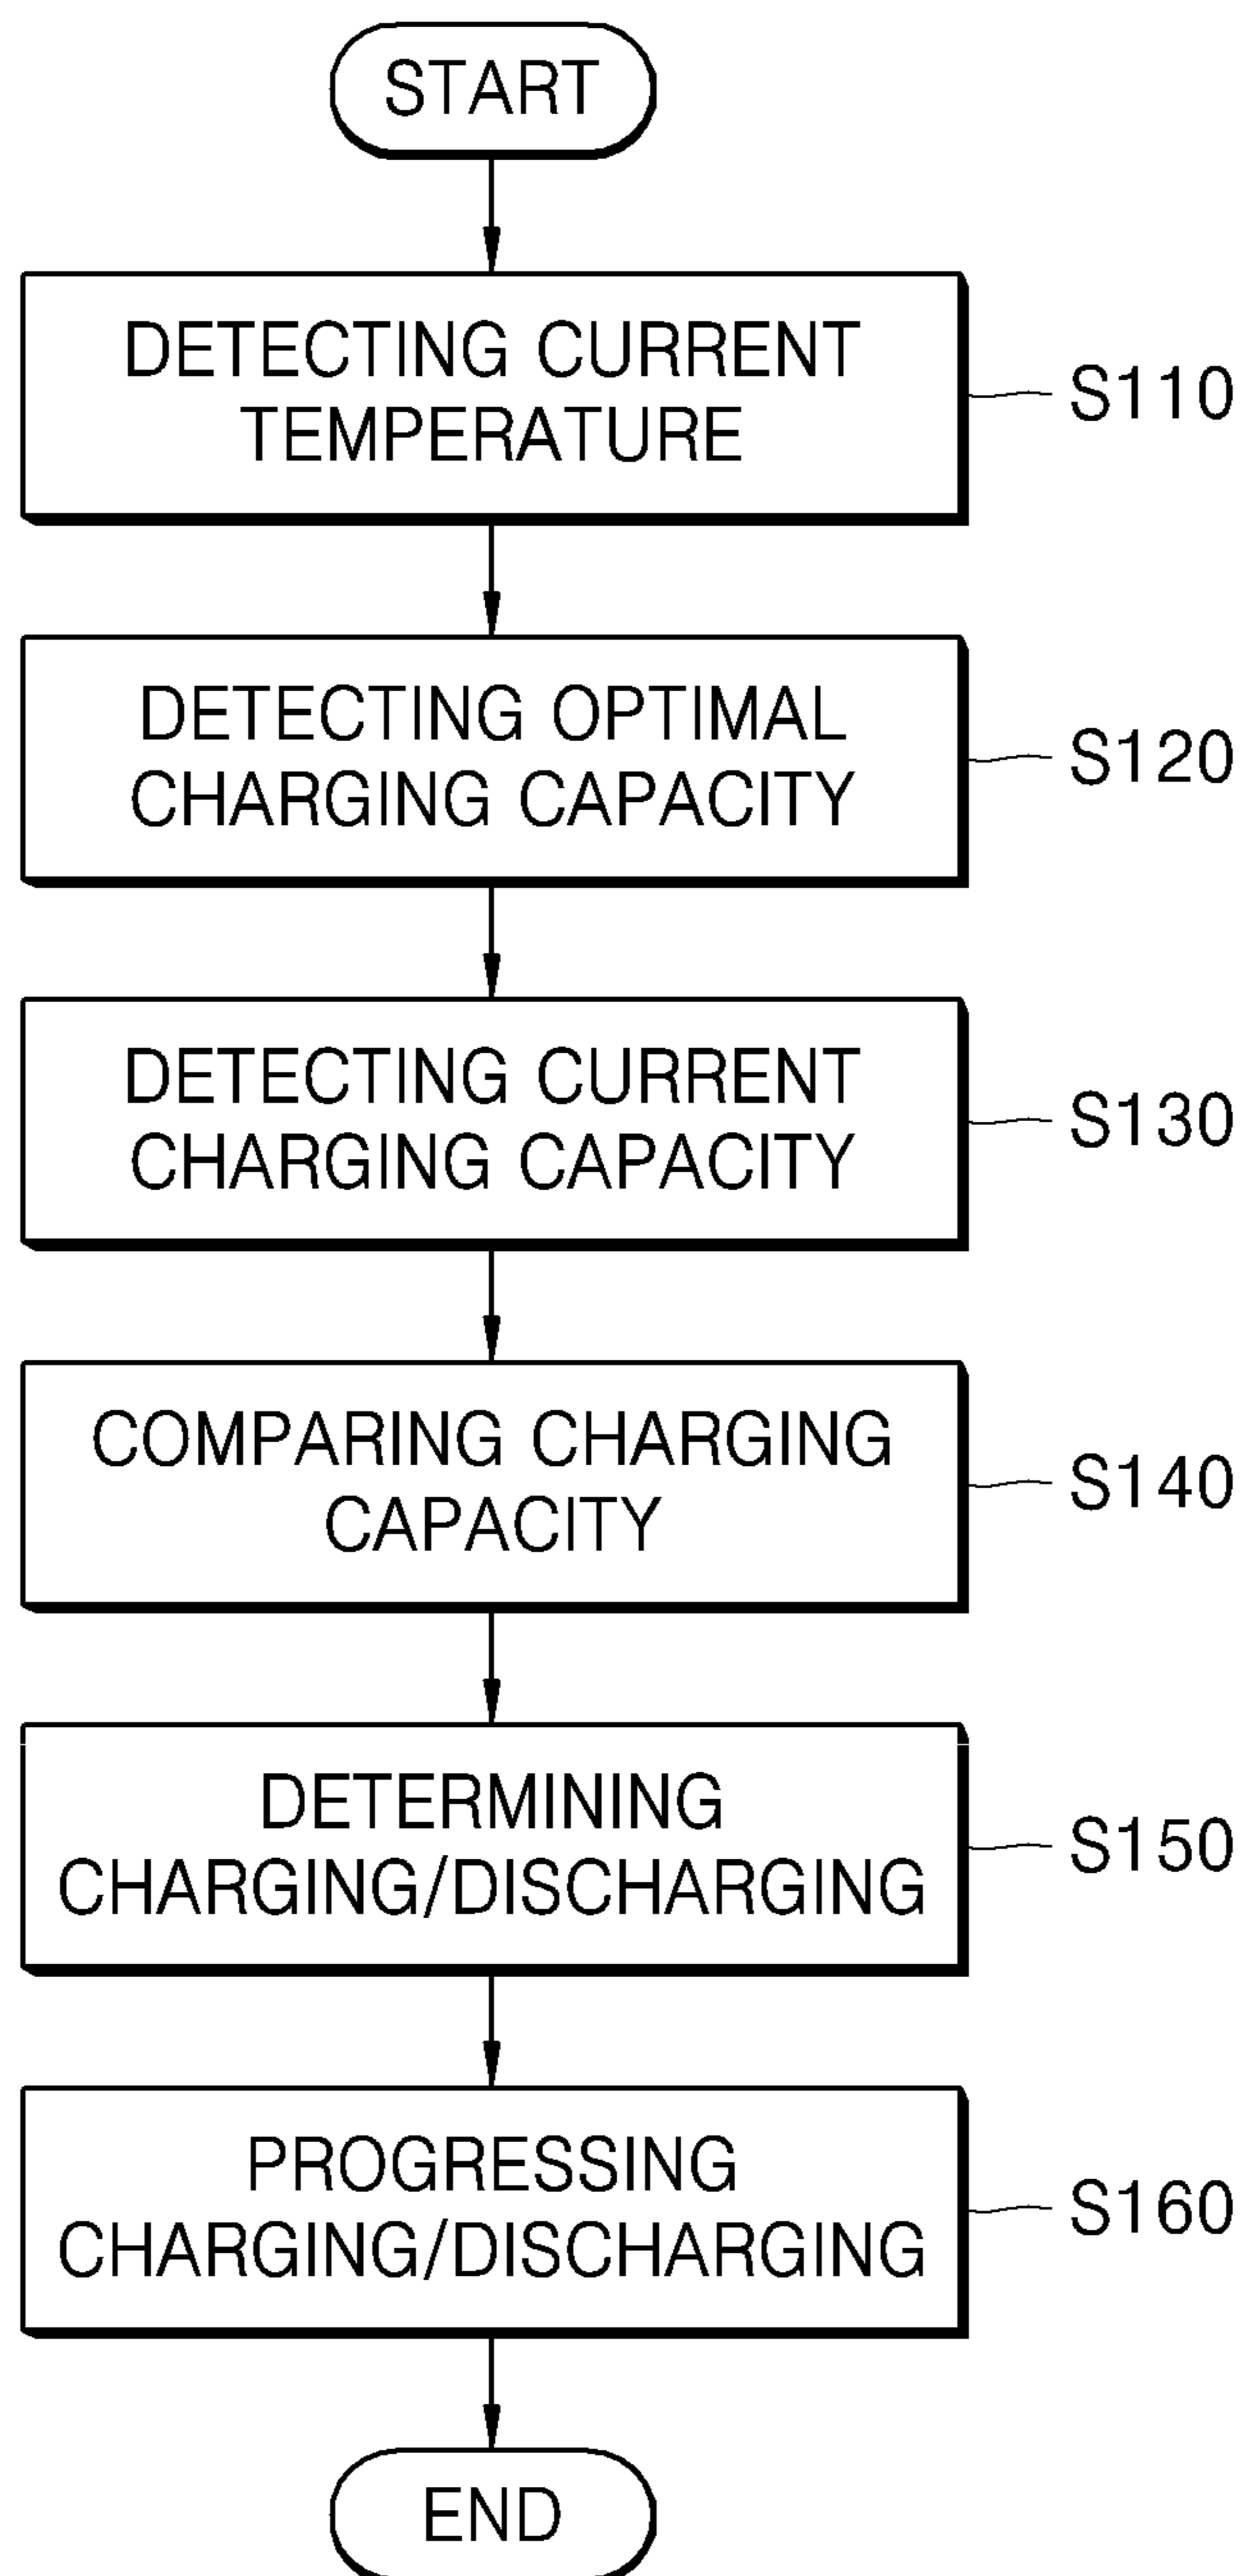 START
DETECTING CURRENT
TEMPERATURE
S110
DETECTING OPTIMAL
CHARGING CAPACITY
S120
DETECTING CURRENT
CHARGING CAPACITY
S130
COMPARING CHARGING
CAPACITY
S140
DETERMINING
CHARGING/DISCHARGING
S150
PROGRESSING
CHARGING/DISCHARGING
S160
END